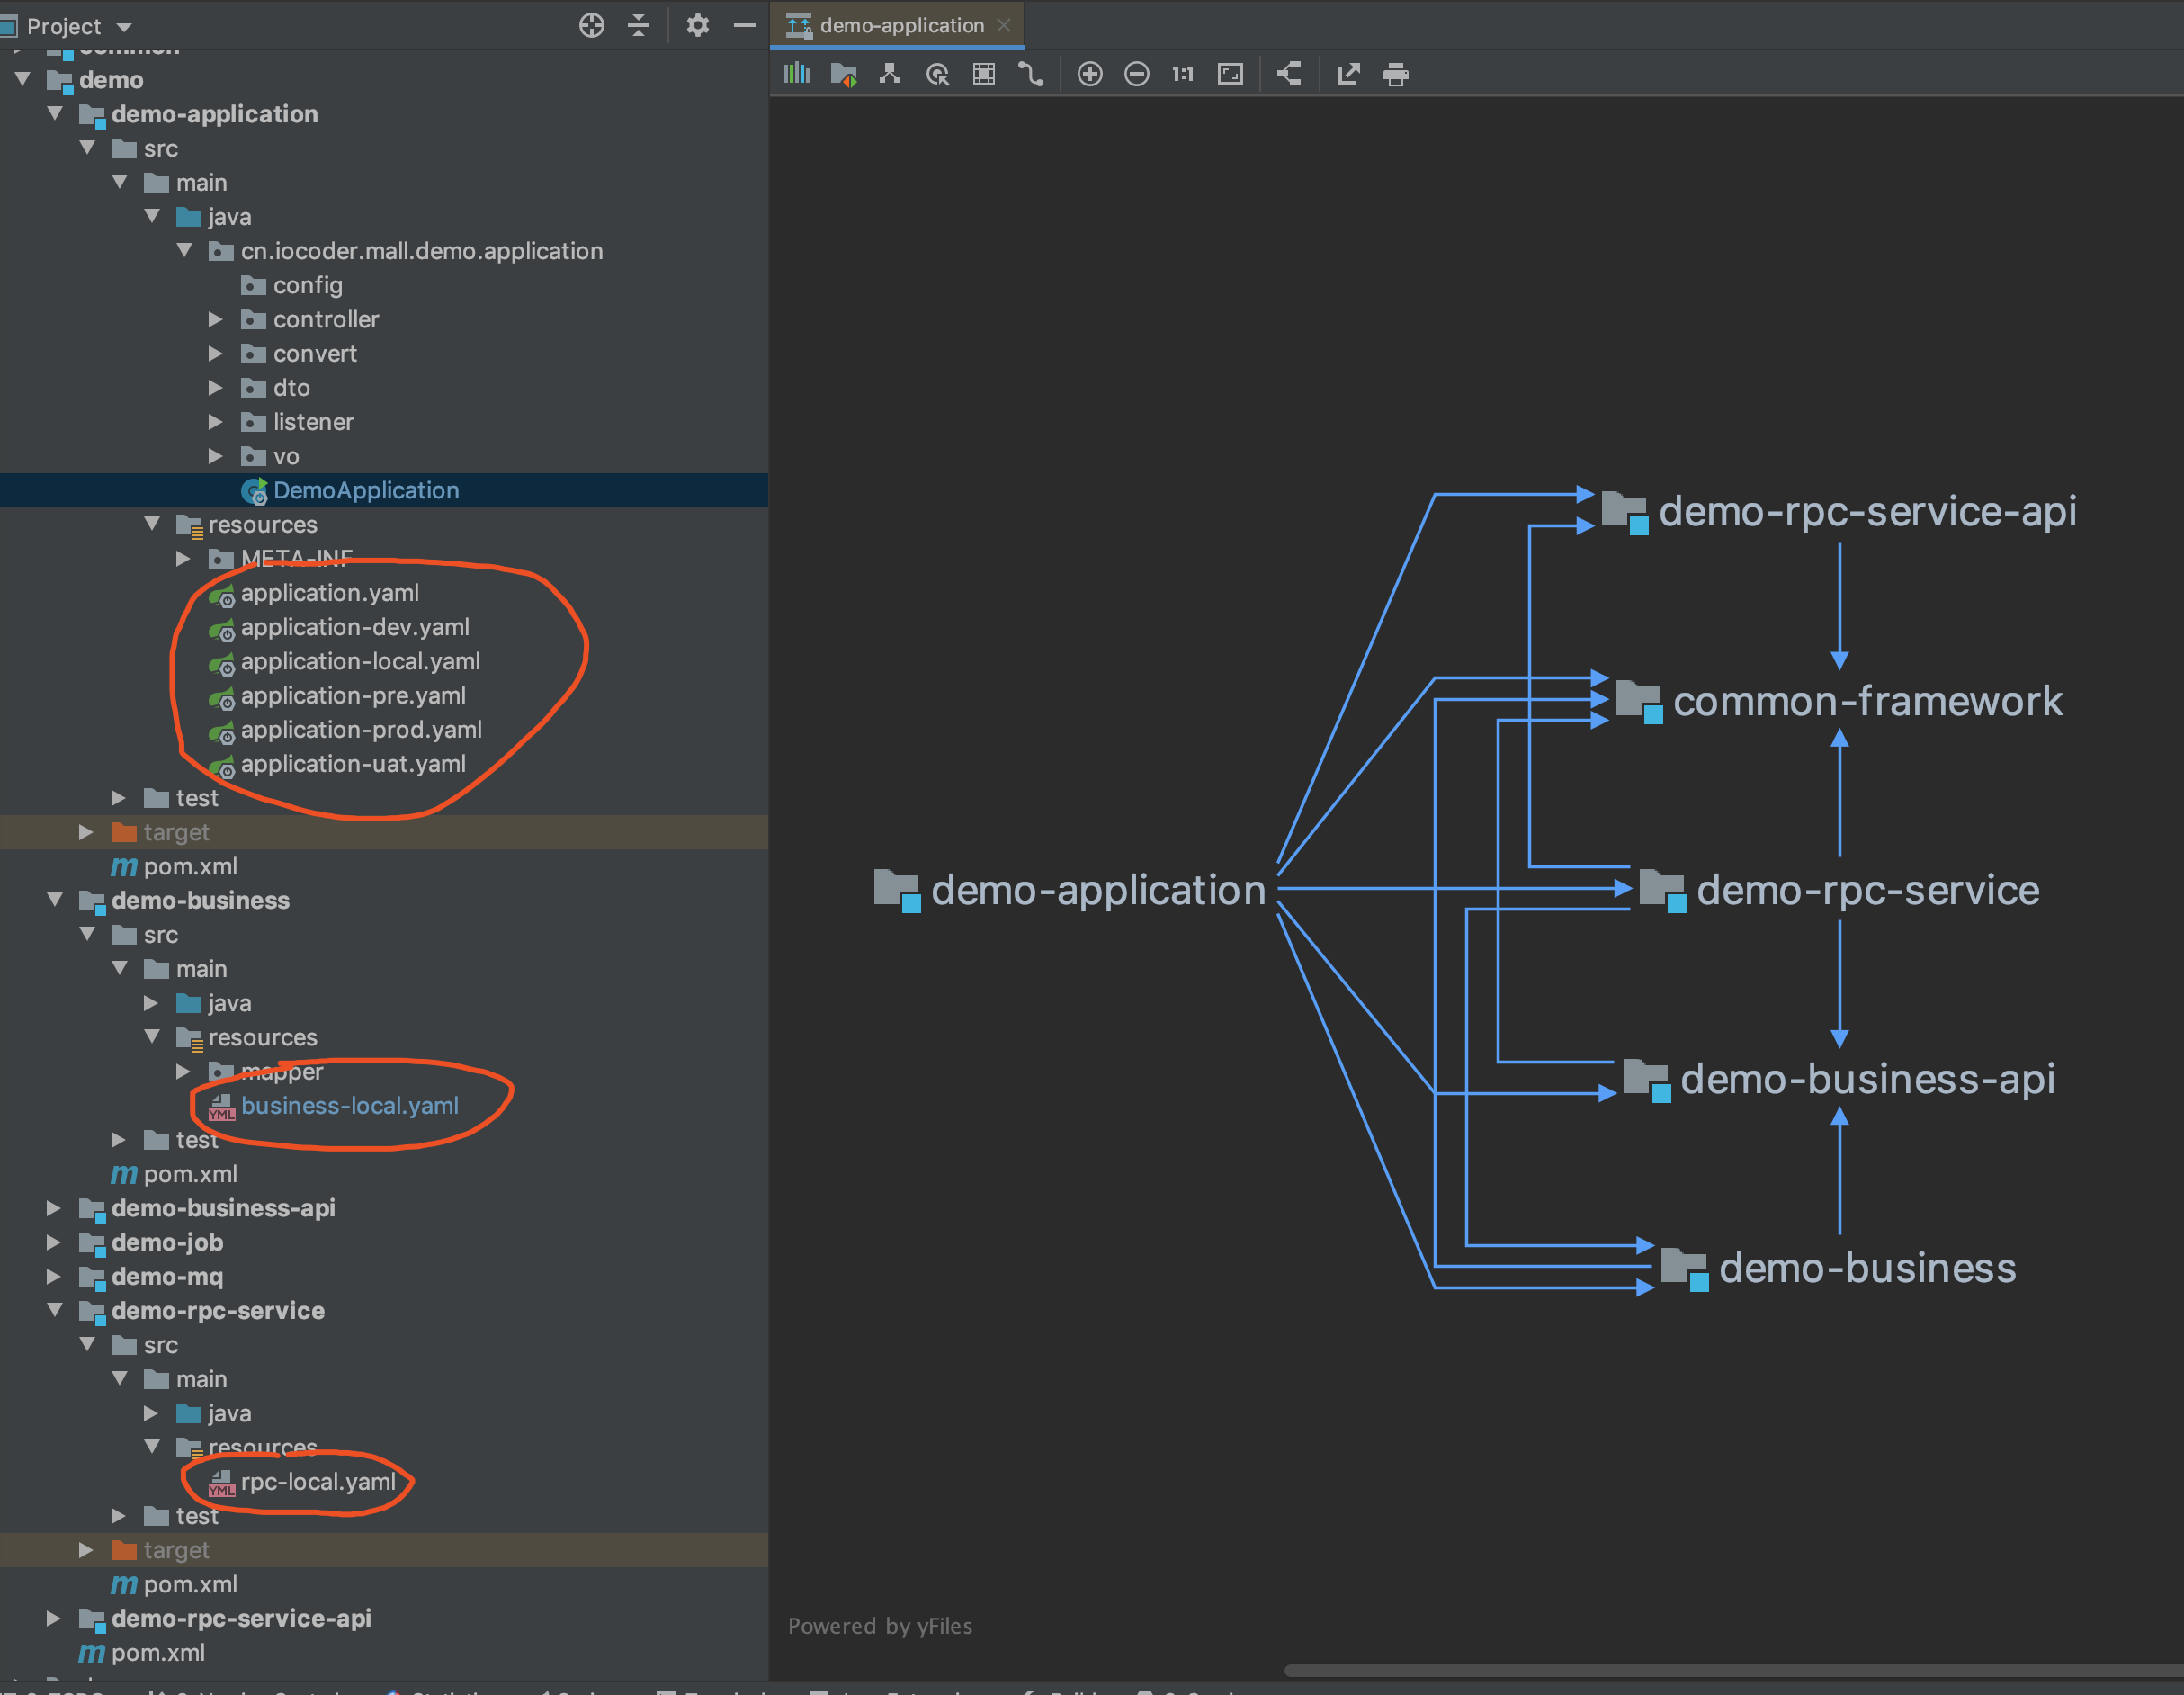 Project
common
demo
demo-application
src
main
java
cn.iocoder.mall.demo.application
config
controller
convert
dto
listener
vo
DemoApplication
resources
META-INF
application.yaml
application-dev.yaml
application-local.yaml
application-pre.yaml
application-prod.yaml
application-uat.yaml
test
target
m pom.xml
demo-business
src
main
java
resources
mapper
YML business-local.yaml
test
m pom.xml
demo-business-api
demo-job
demo-mq
demo-rpc-service
src
main
java
resources
YML rpc-local.yaml
test
target
m pom.xml
demo-rpc-service-api
m pom.xml
demo-application
1:1
demo-rpc-service-api
common-framework
demo-application
demo-rpc-service
demo-business-api
demo-business
Powered by yFiles